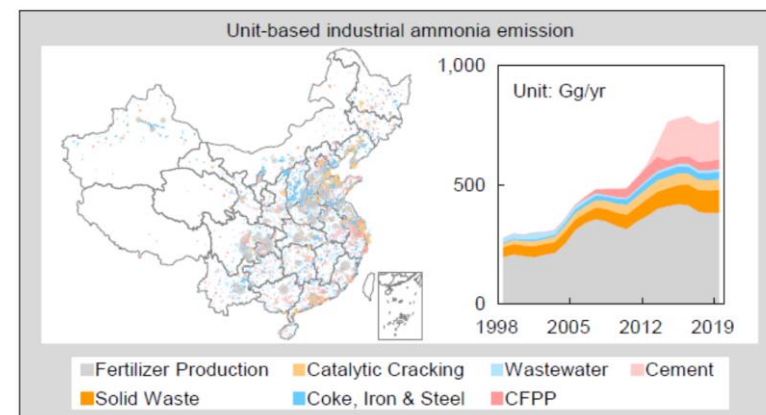 Unit-based industrial ammonia emission
1,000
Unit: Gg/yr
500
0
1998 2005 2012 2019
Fertilizer Production Catalytic Cracking Wastewater Cement
Solid Waste Coke, Iron & Steel CFPP